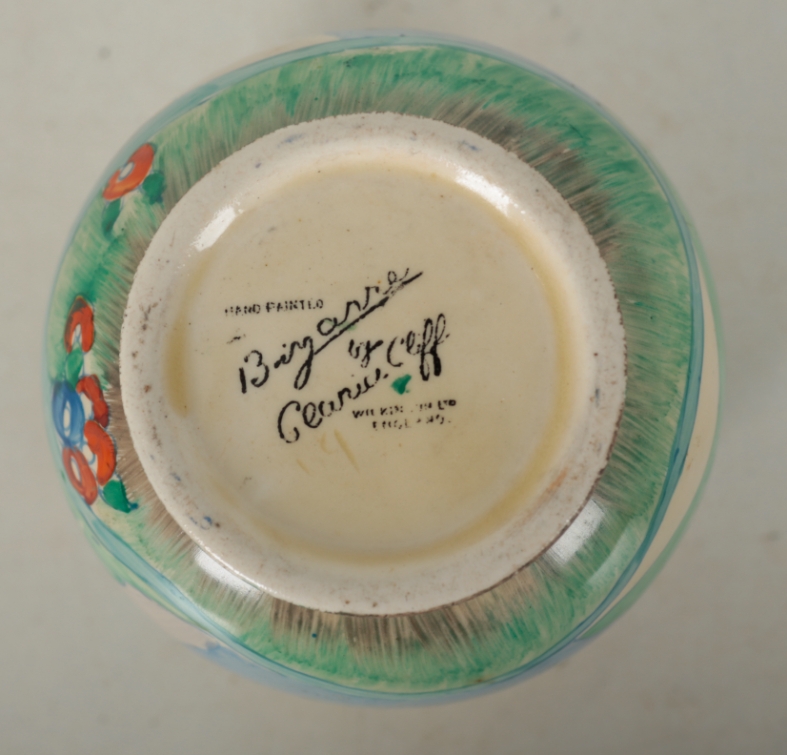 HAND PAINTED
Bizarre
by
Clarice Cliff
WILKINSON LTD
ENGLAND.